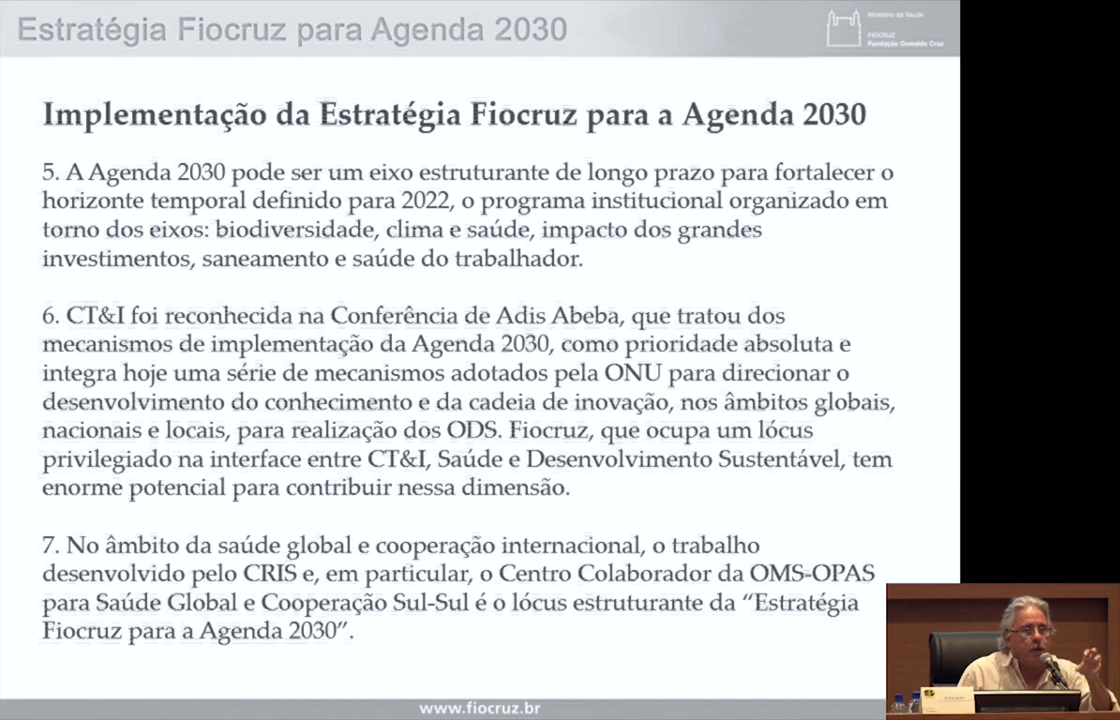 Estratégia Fiocruz para Agenda 2030
Ministério da Saúde
FIOCRUZ
Fundação Oswaldo Cruz
Implementação da Estratégia Fiocruz para a Agenda 2030
5. A Agenda 2030 pode ser um eixo estruturante de longo prazo para fortalecer o
horizonte temporal definido para 2022, o programa institucional organizado em
torno dos eixos: biodiversidade, clima e saúde, impacto dos grandes
investimentos, saneamento e saúde do trabalhador.
6. CT&I foi reconhecida na Conferência de Adis Abeba, que tratou dos
mecanismos de implementação da Agenda 2030, como prioridade absoluta e
integra hoje uma série de mecanismos adotados pela ONU para direcionar o
desenvolvimento do conhecimento e da cadeia de inovação, nos âmbitos globais,
nacionais e locais, para realização dos ODS. Fiocruz, que ocupa um lócus
privilegiado na interface entre CT&I, Saúde e Desenvolvimento Sustentável, tem
enorme potencial para contribuir nessa dimensão.
7. No âmbito da saúde global e cooperação internacional, o trabalho
desenvolvido pelo CRIS e, em particular, o Centro Colaborador da OMS-OPAS
para Saúde Global e Cooperação Sul-Sul é o lócus estruturante da “Estratégia
Fiocruz para a Agenda 2030”.
www.fiocruz.br